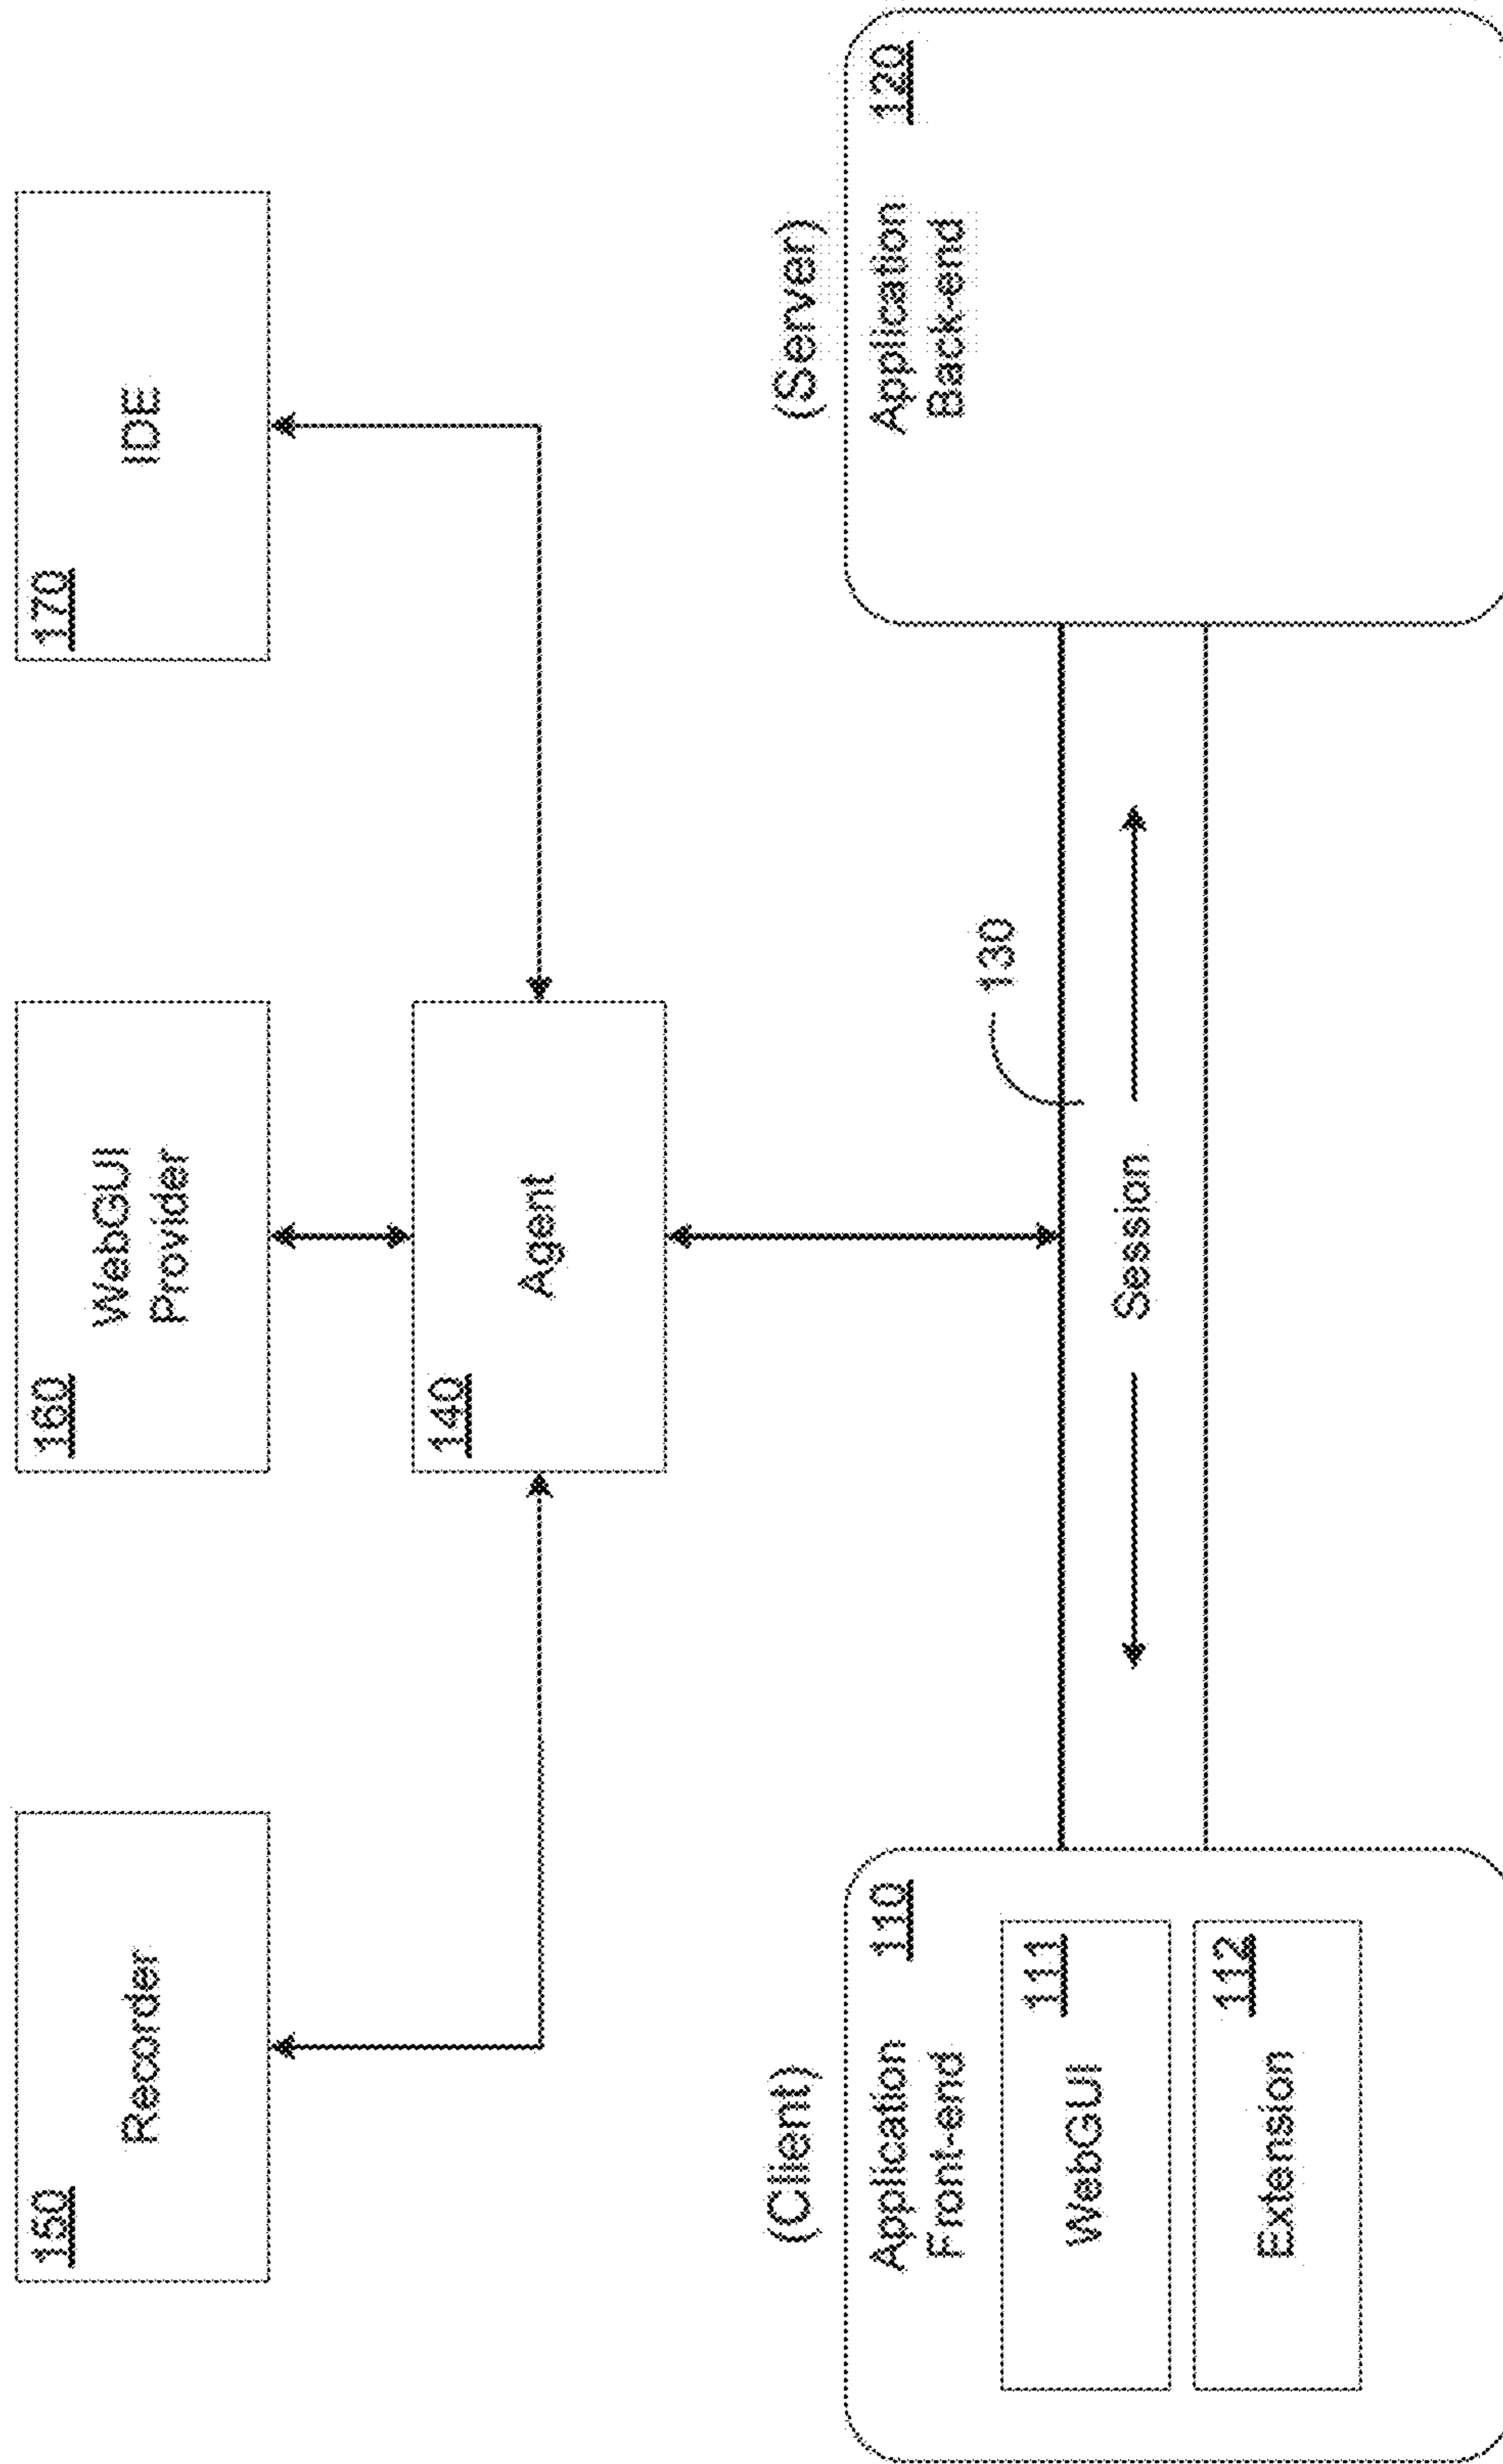 150
Recorder
160
WebGUI
Provider
170
IDE
140
Agent
(Client)
(Server)
Application
Front-end
110
WebGUI
111
Extension
112
130
Session
Application
Back-end
120